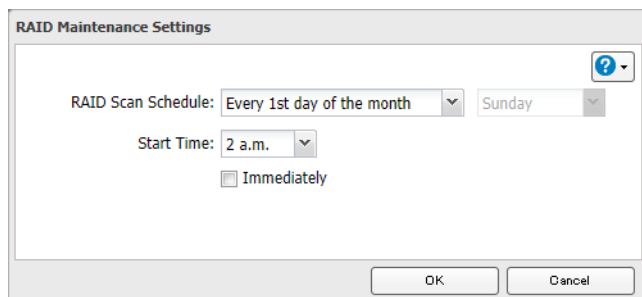 RAID Maintenance Settings
?
RAID Scan Schedule: Every 1st day of the month Sunday
Start Time: 2 a.m.
Immediately
OK Cancel